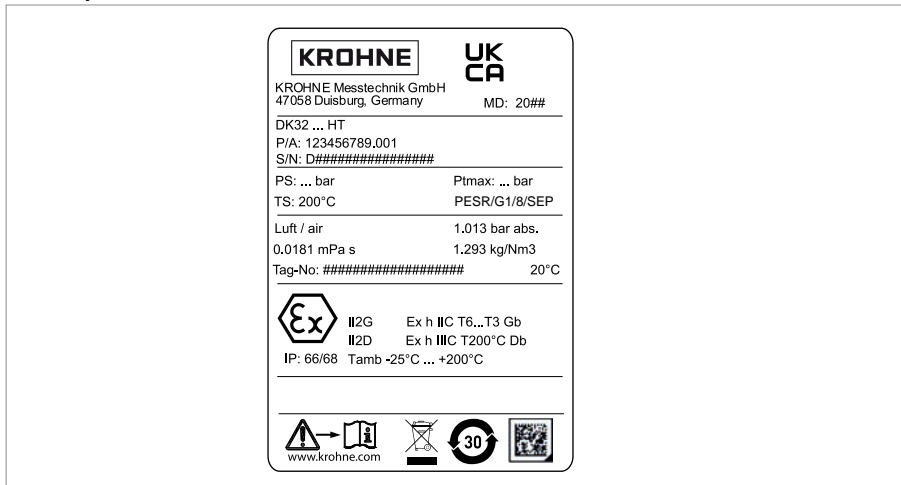 KROHNE
UK
CA
KROHNE Messtechnik GmbH
47058 Duisburg, Germany MD: 20##
DK32 ... HT
P/A: 123456789.001
S/N: D################
PS: ... bar Ptmax: ... bar
TS: 200°C PESR/G1/8/SEP
Luft / air 1.013 bar abs.
0.0181 mPa s 1.293 kg/Nm3
Tag-No: ################### 20°C
Ex
II2G Ex h IIC T6...T3 Gb
II2D Ex h IIIC T200°C Db
IP: 66/68 Tamb -25°C ... +200°C
30
www.krohne.com